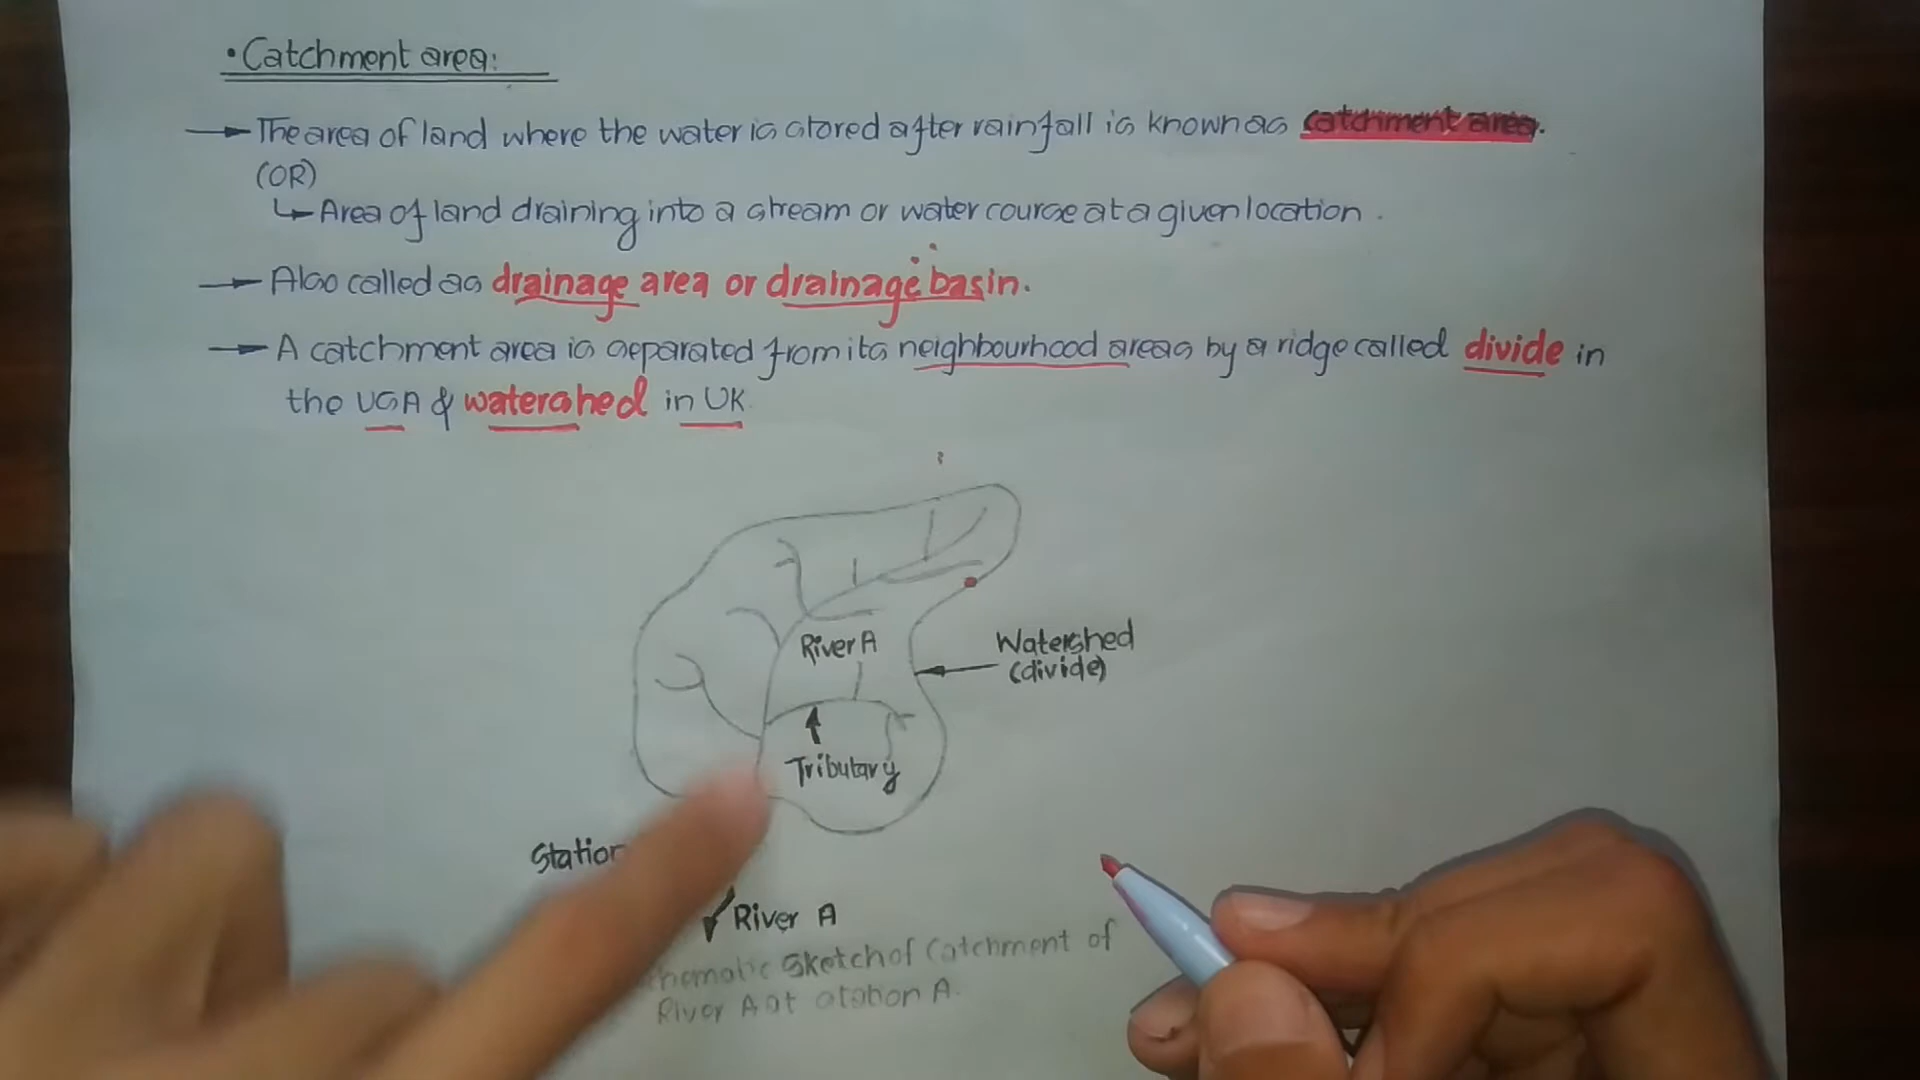 • Catchment area:
→ The area of land where the water is stored after rainfall is known as catchment area.
(OR)
↳ Area of land draining into a stream or water course at a given location.
→ Also called as drainage area or drainage basin.
→ A catchment area is separated from its neighbourhood areas by a ridge called divide in
the USA & watershed in UK
River A
Watershed
(divide)
Tributary
Station
River A
Sketch of Catchment of
River A at station A.